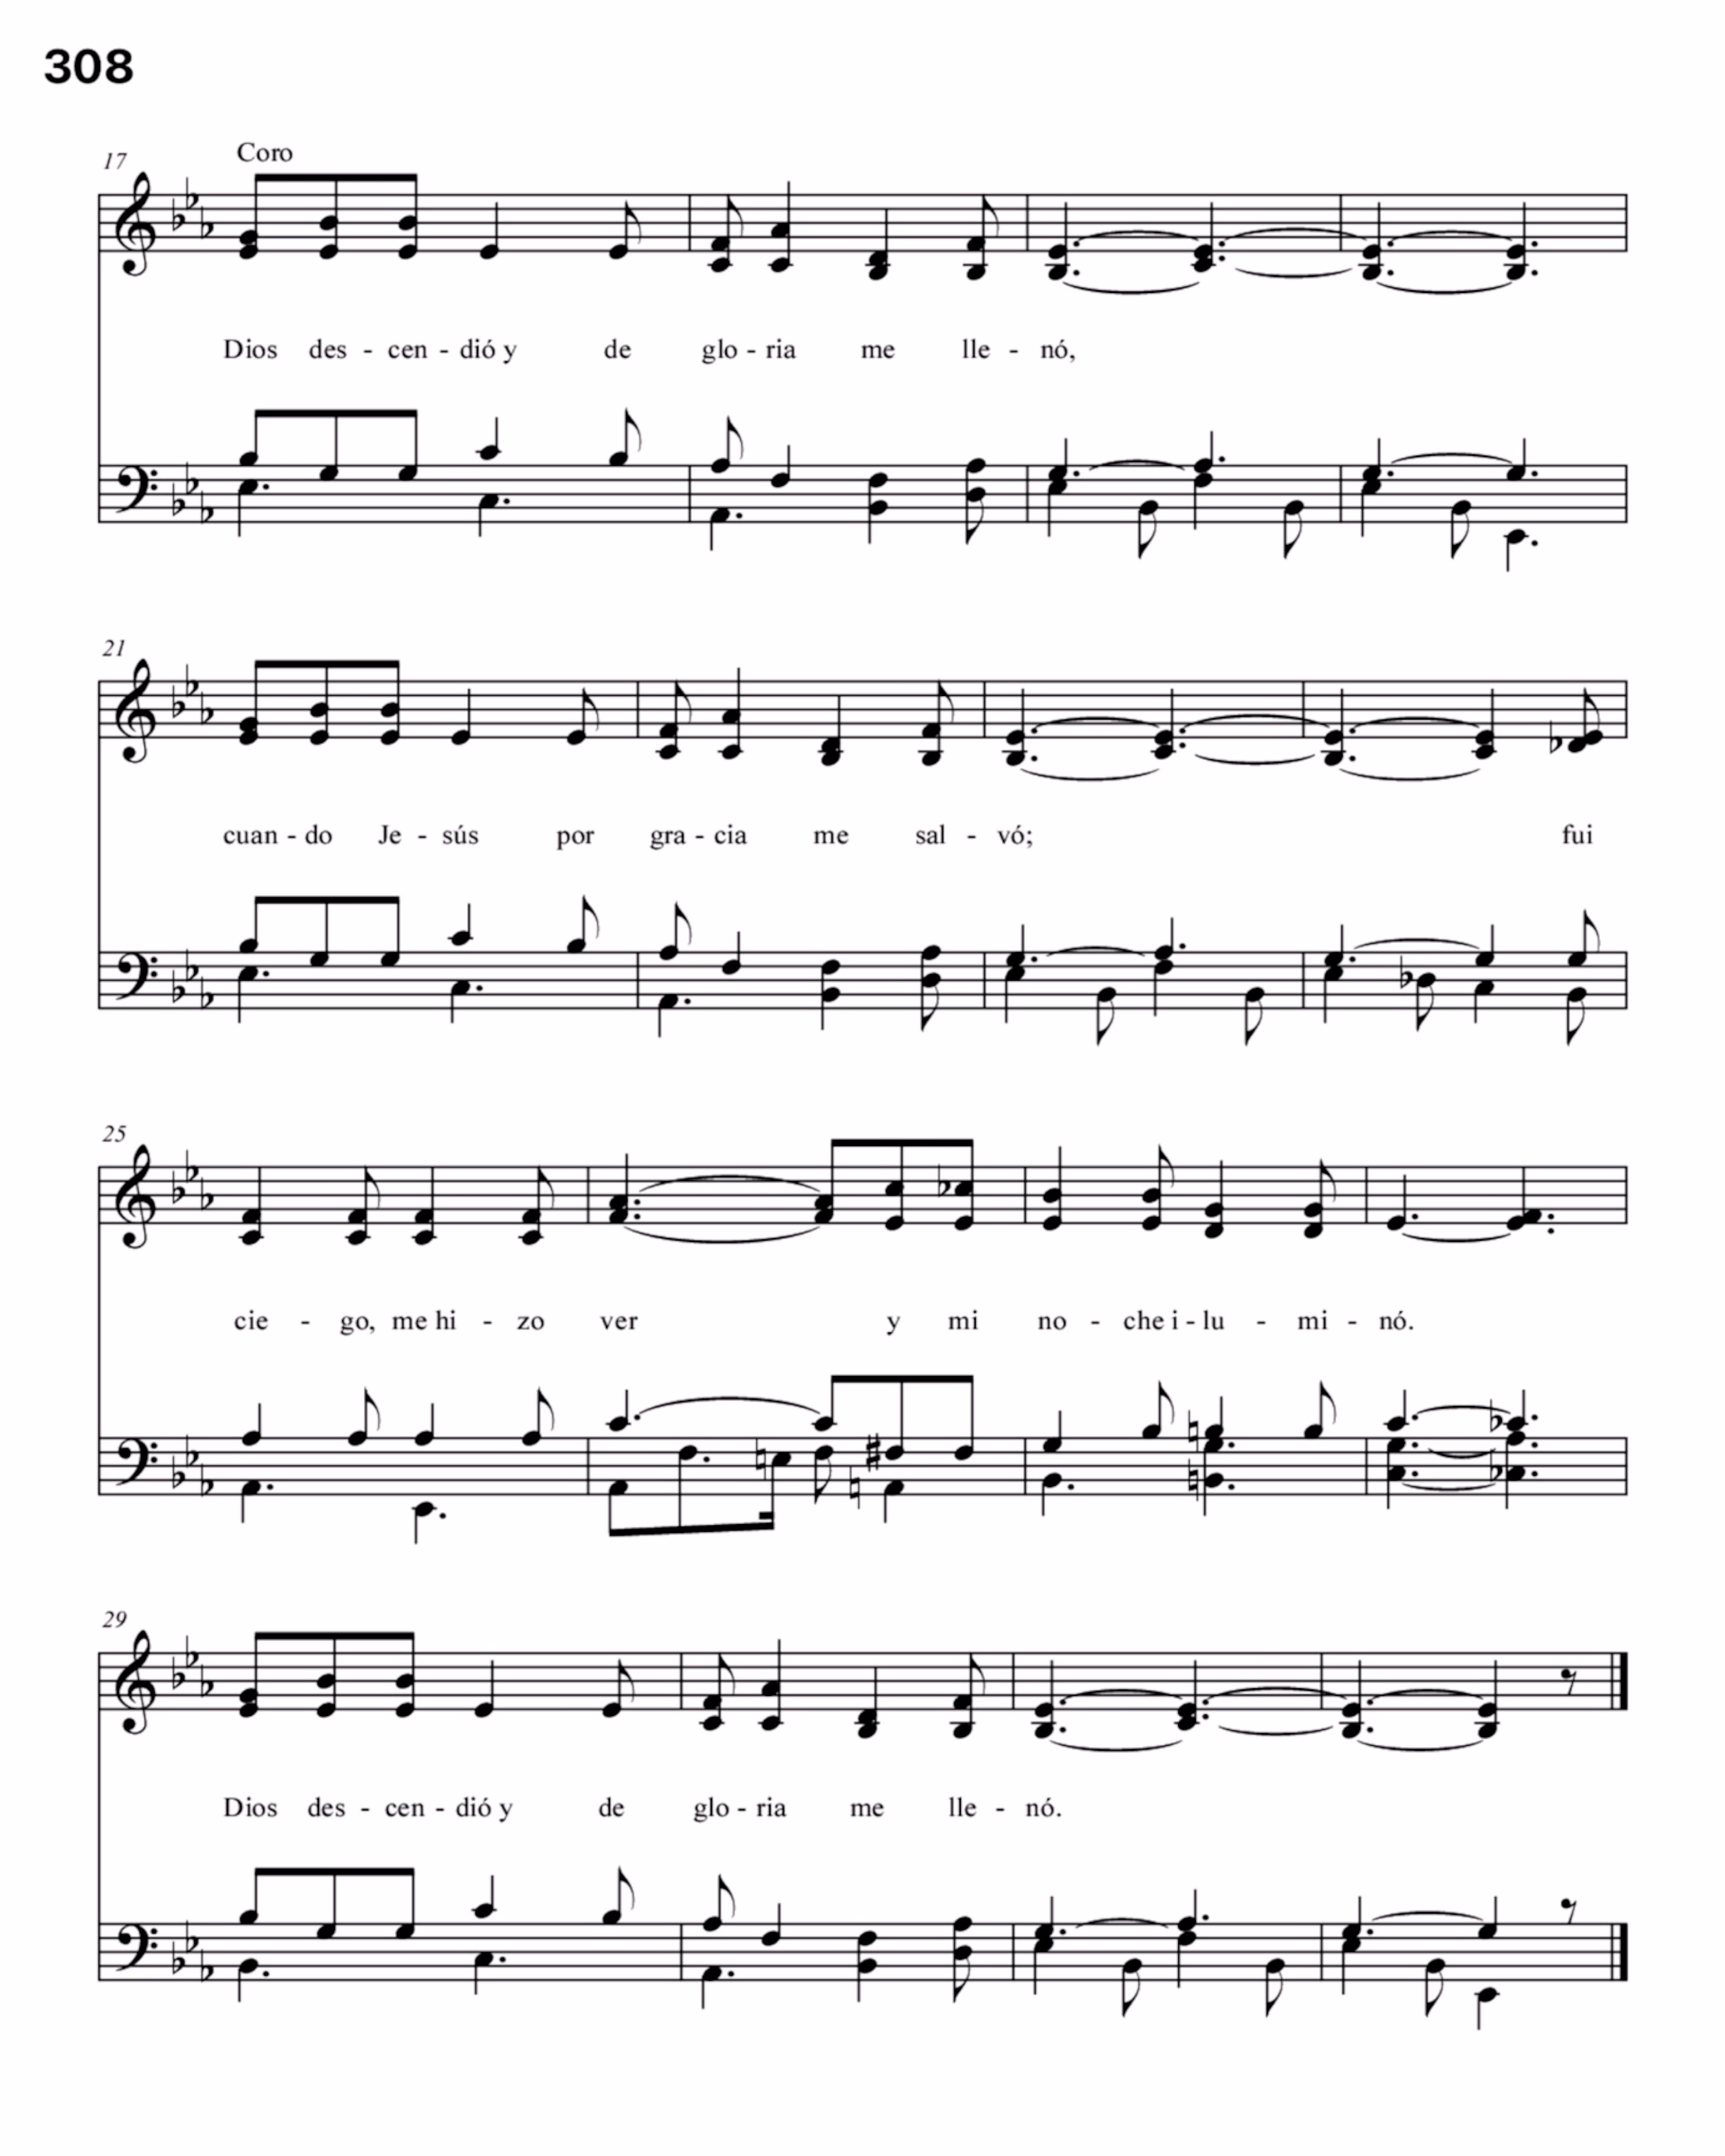 308
17 Coro
Dios des - cen - dió y de glo - ria me lle - nó,
21
cuan - do Je - sús por gra - cia me sal - vó; fui
25
cie - go, me hi - zo ver y mi no - che i - lu - mi - nó.
29
Dios des - cen - dió y de glo - ria me lle - nó.